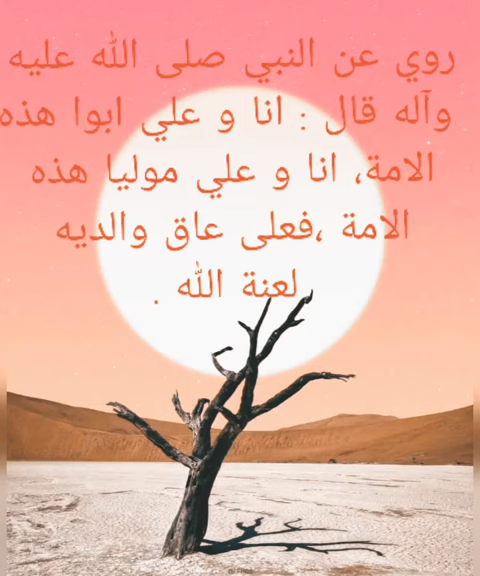 روي عن النبي صلى الله عليه
وآله قال : انا و علي ابوا هذه
الامة، انا و علي موليا هذه
الامة ،فعلى عاق والديه
لعنة الله .